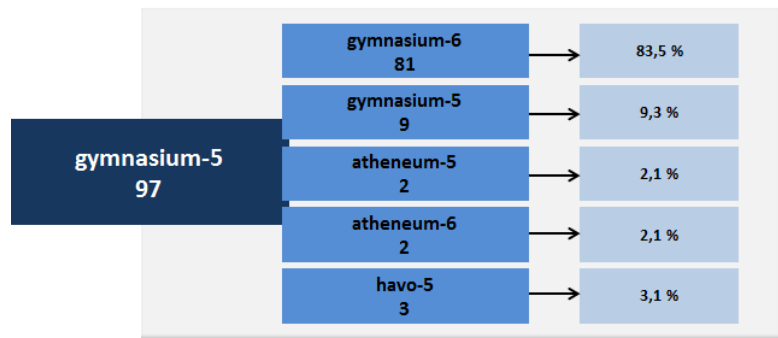 gymnasium-5
97
gymnasium-6
81
83,5 %
gymnasium-5
9
9,3 %
atheneum-5
2
2,1 %
atheneum-6
2
2,1 %
havo-5
3
3,1 %